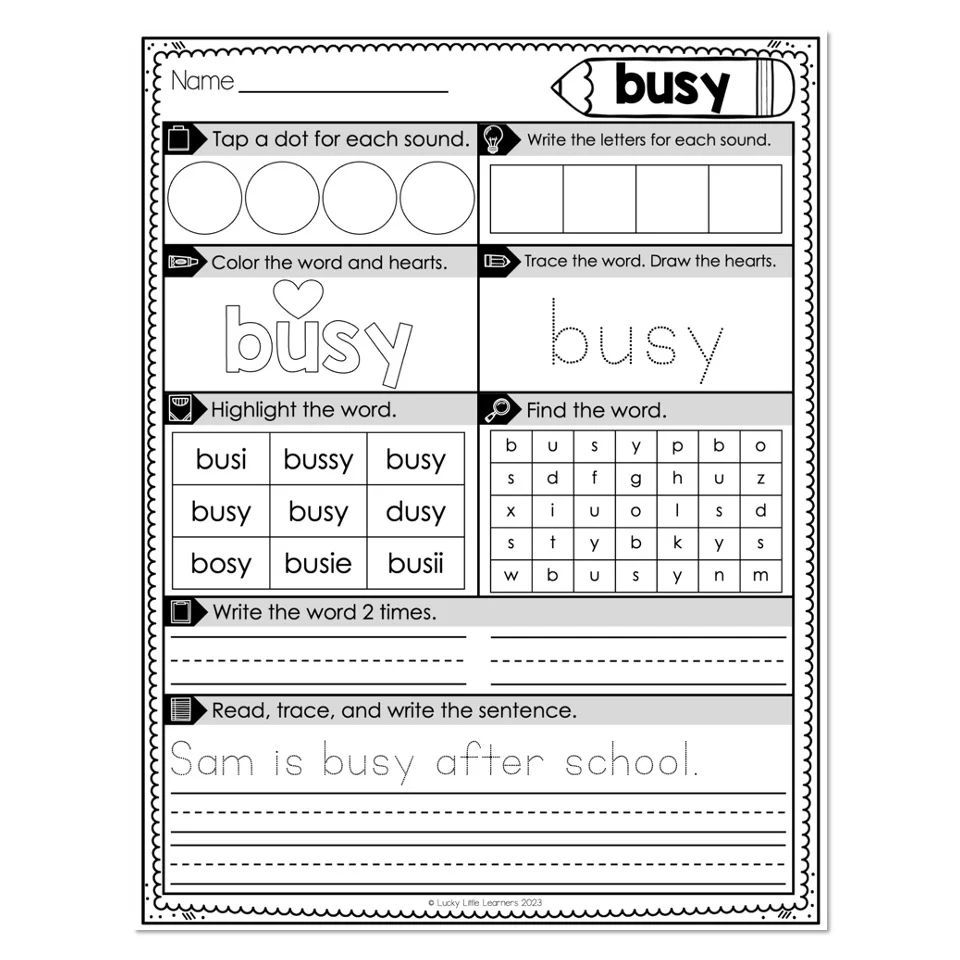 Name
busy
Tap a dot for each sound.
Write the letters for each sound.
Color the word and hearts.
Trace the word. Draw the hearts.
busy
busy
Highlight the word.
busi bussy busy
busy busy dusy
bosy busie busii
Find the word.
b u s y p b o
s d f g h u z
x i u o l s d
s t y b k y s
w b u s y n m
Write the word 2 times.
Read, trace, and write the sentence.
Sam is busy after school.
© Lucky Little Learners 2023